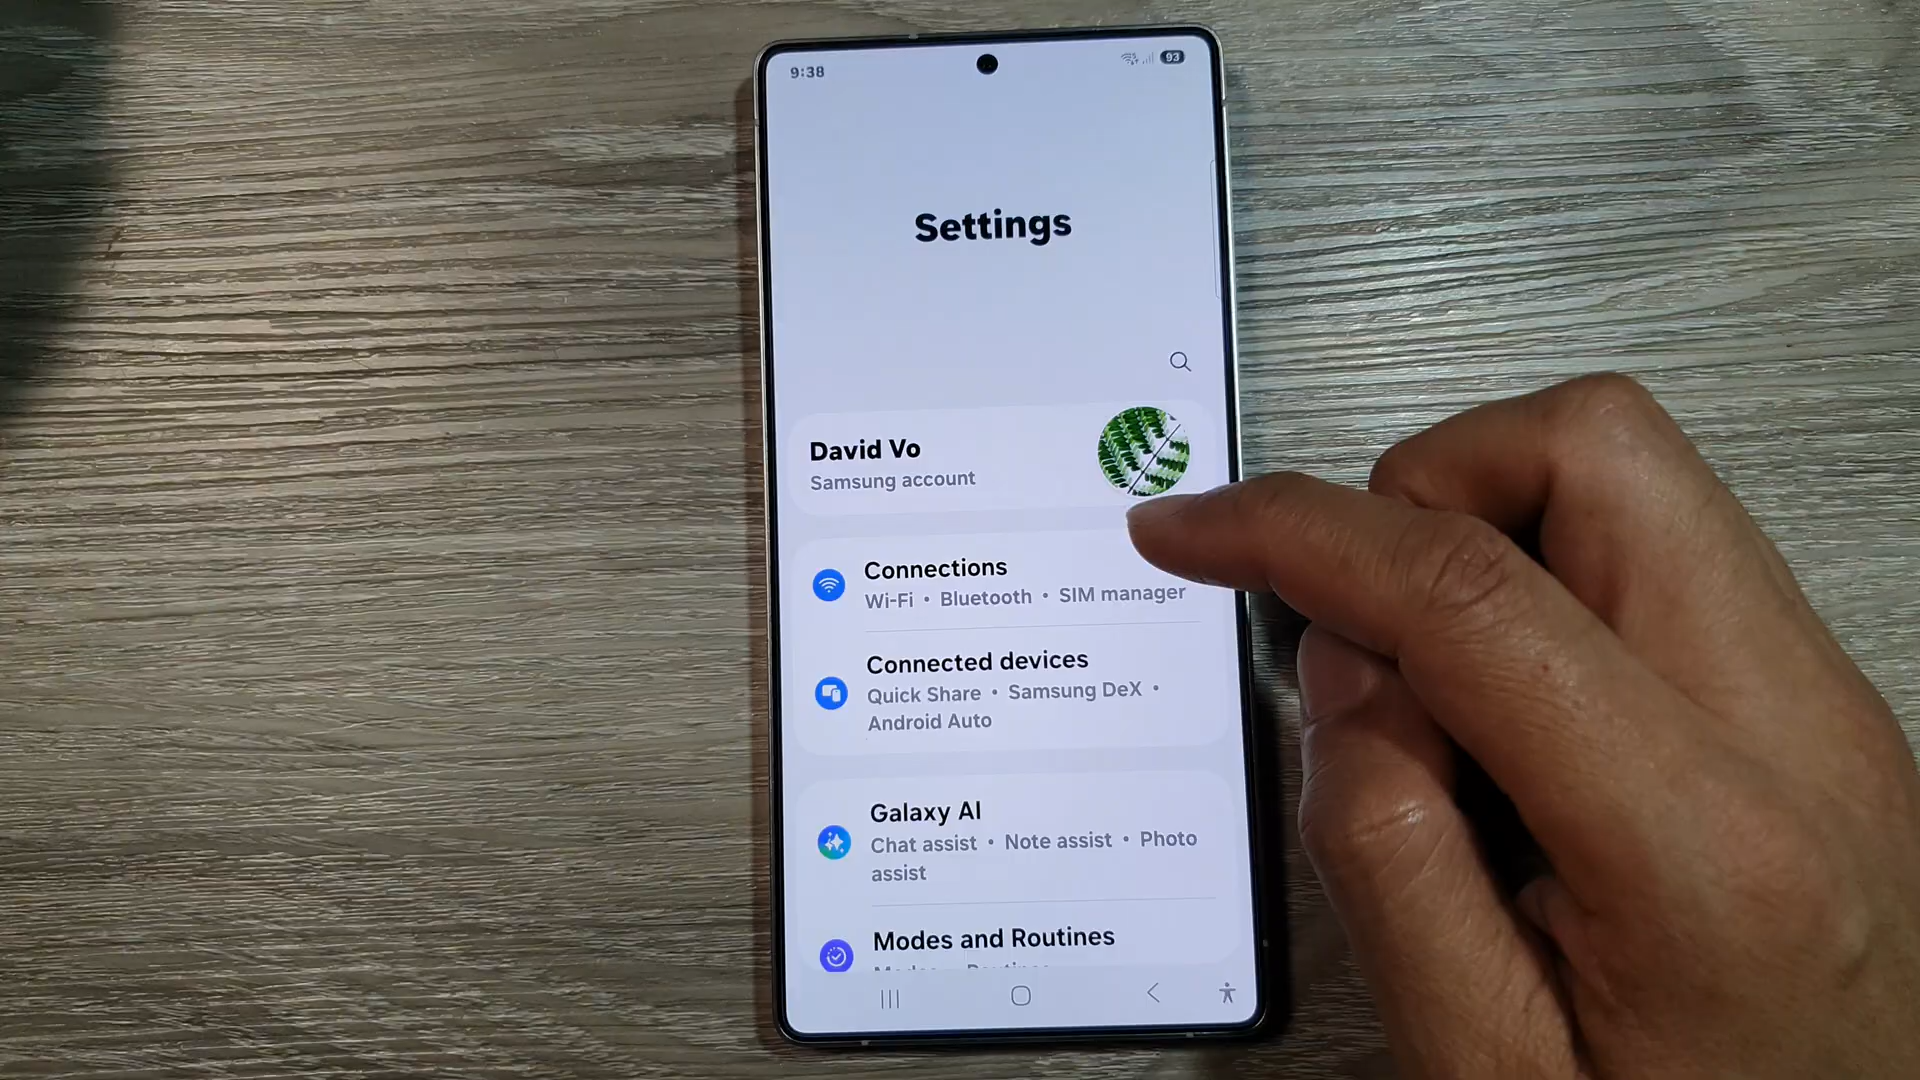 9:38
93
Settings
David Vo
Samsung account
Connections
Wi-Fi • Bluetooth • SIM manager
Connected devices
Quick Share • Samsung DeX •
Android Auto
Galaxy AI
Chat assist • Note assist • Photo
assist
Modes and Routines